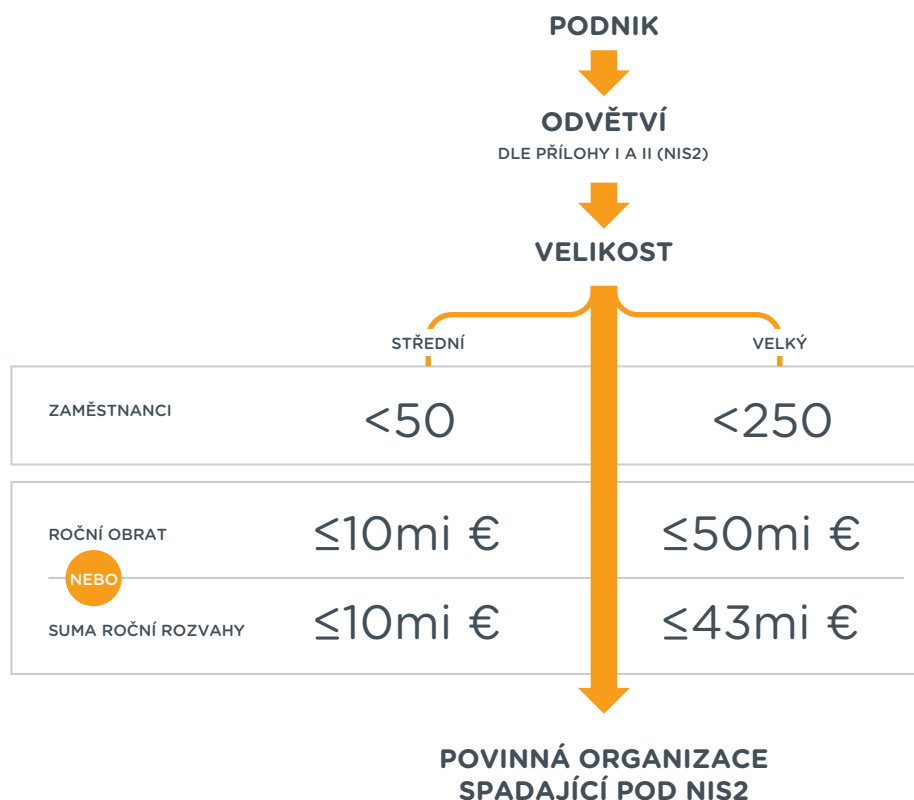 PODNIK
ODVĚTVÍ
DLE PŘÍLOHY I A II (NIS2)
VELIKOST
STŘEDNÍ
VELKÝ
ZAMĚSTNANCI
<50
<250
ROČNÍ OBRAT
≤10mi €
≤50mi €
NEBO
SUMA ROČNÍ ROZVAHY
≤10mi €
≤43mi €
POVINNÁ ORGANIZACE
SPADAJÍCÍ POD NIS2